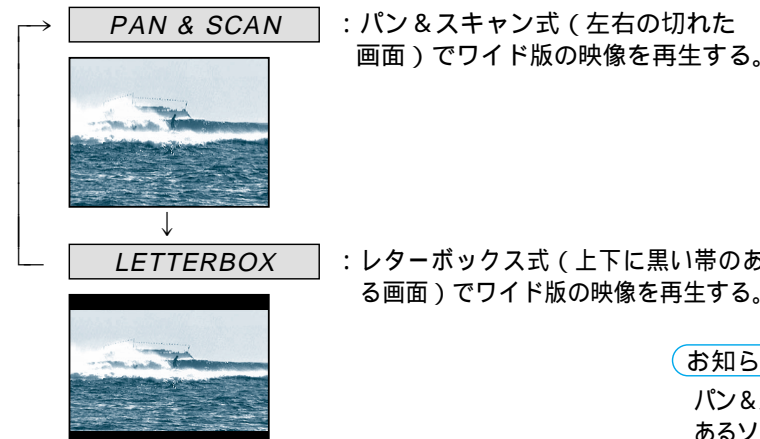 PAN & SCAN
：パン＆スキャン式（左右の切れた
画面）でワイド版の映像を再生する。
LETTERBOX
：レターボックス式（上下に黒い帯のあ
る画面）でワイド版の映像を再生する。
お知ら
パン＆
あるソ